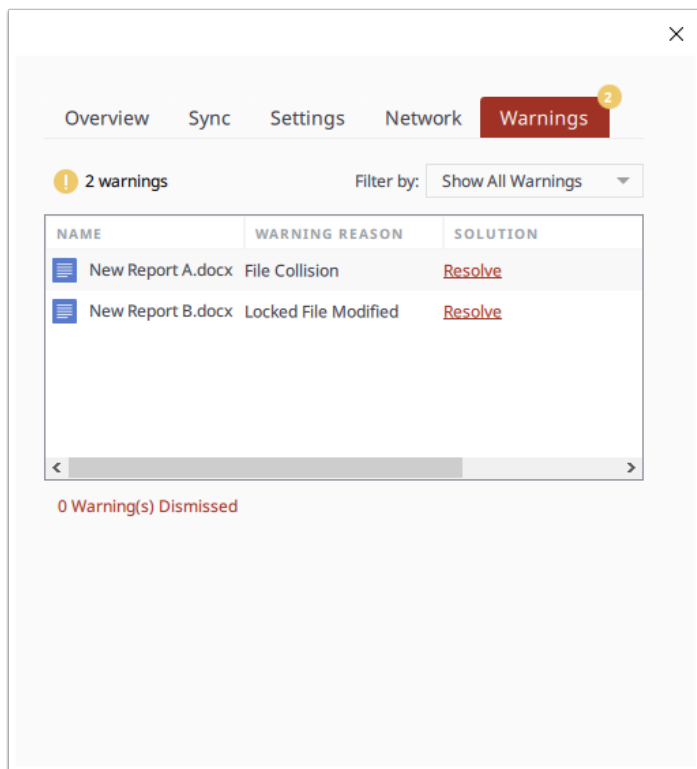 Overview Sync Settings Network Warnings 2
! 2 warnings Filter by: Show All Warnings
NAME WARNING REASON SOLUTION
New Report A.docx File Collision Resolve
New Report B.docx Locked File Modified Resolve
0 Warning(s) Dismissed